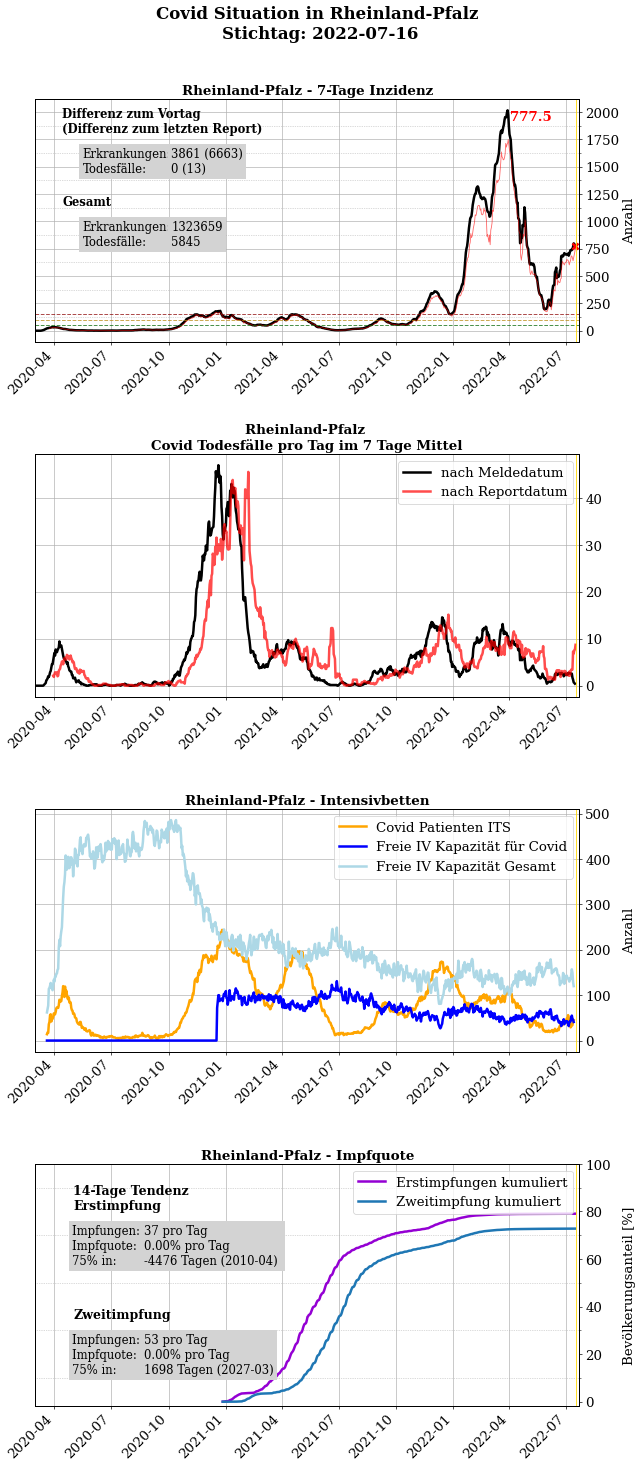 Covid Situation in Rheinland-Pfalz
Stichtag: 2022-07-16
Rheinland-Pfalz - 7-Tage Inzidenz
Differenz zum Vortag
(Differenz zum letzten Report)
Erkrankungen 3861 (6663)
Todesfälle: 0 (13)
Gesamt
Erkrankungen 1323659
Todesfälle: 5845
777.5
2000
1750
1500
1250
1000
750
500
250
0
Anzahl
2020-04 2020-07 2020-10 2021-01 2021-04 2021-07 2021-10 2022-01 2022-04 2022-07
Rheinland-Pfalz
Covid Todesfälle pro Tag im 7 Tage Mittel
nach Meldedatum
nach Reportdatum
40
30
20
10
0
2020-04 2020-07 2020-10 2021-01 2021-04 2021-07 2021-10 2022-01 2022-04 2022-07
Rheinland-Pfalz - Intensivbetten
Covid Patienten ITS
Freie IV Kapazität für Covid
Freie IV Kapazität Gesamt
500
400
300
200
100
0
Anzahl
2020-04 2020-07 2020-10 2021-01 2021-04 2021-07 2021-10 2022-01 2022-04 2022-07
Rheinland-Pfalz - Impfquote
Erstimpfungen kumuliert
Zweitimpfung kumuliert
14-Tage Tendenz
Erstimpfung
Impfungen: 37 pro Tag
Impfquote: 0.00% pro Tag
75% in: -4476 Tagen (2010-04)
Zweitimpfung
Impfungen: 53 pro Tag
Impfquote: 0.00% pro Tag
75% in: 1698 Tagen (2027-03)
100
80
60
40
20
0
Bevölkerungsanteil [%]
2020-04 2020-07 2020-10 2021-01 2021-04 2021-07 2021-10 2022-01 2022-04 2022-07